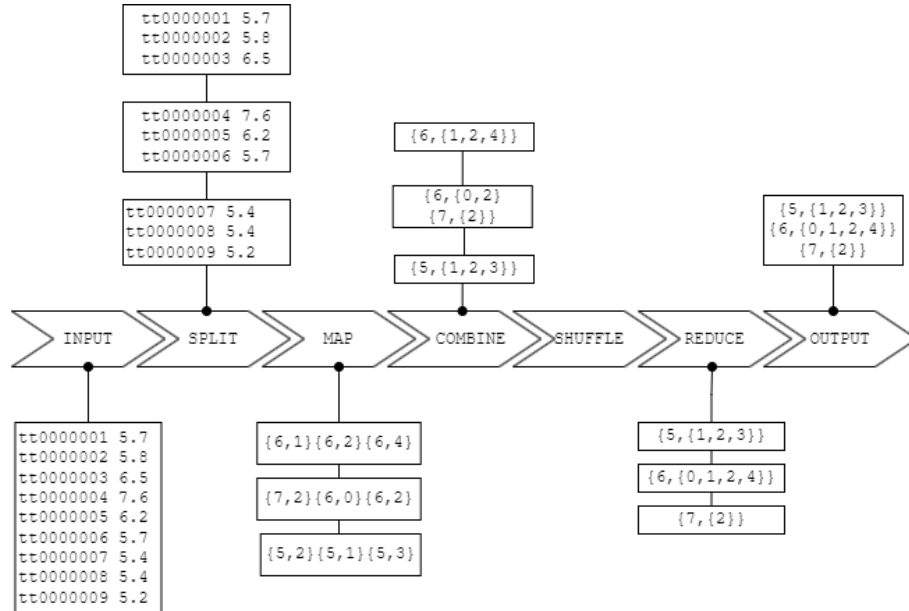 tt0000001 5.7
tt0000002 5.8
tt0000003 6.5
tt0000004 7.6
tt0000005 6.2
tt0000006 5.7
tt0000007 5.4
tt0000008 5.4
tt0000009 5.2
{6,{1,2,4}}
{6,{0,2}
{7,{2}}
{5,{1,2,3}}
{5,{1,2,3}}
{6,{0,1,2,4}}
{7,{2}}
INPUT
SPLIT
MAP
COMBINE
SHUFFLE
REDUCE
OUTPUT
tt0000001 5.7
tt0000002 5.8
tt0000003 6.5
tt0000004 7.6
tt0000005 6.2
tt0000006 5.7
tt0000007 5.4
tt0000008 5.4
tt0000009 5.2
{6,1}{6,2}{6,4}
{7,2}{6,0}{6,2}
{5,2}{5,1}{5,3}
{5,{1,2,3}}
{6,{0,1,2,4}}
{7,{2}}